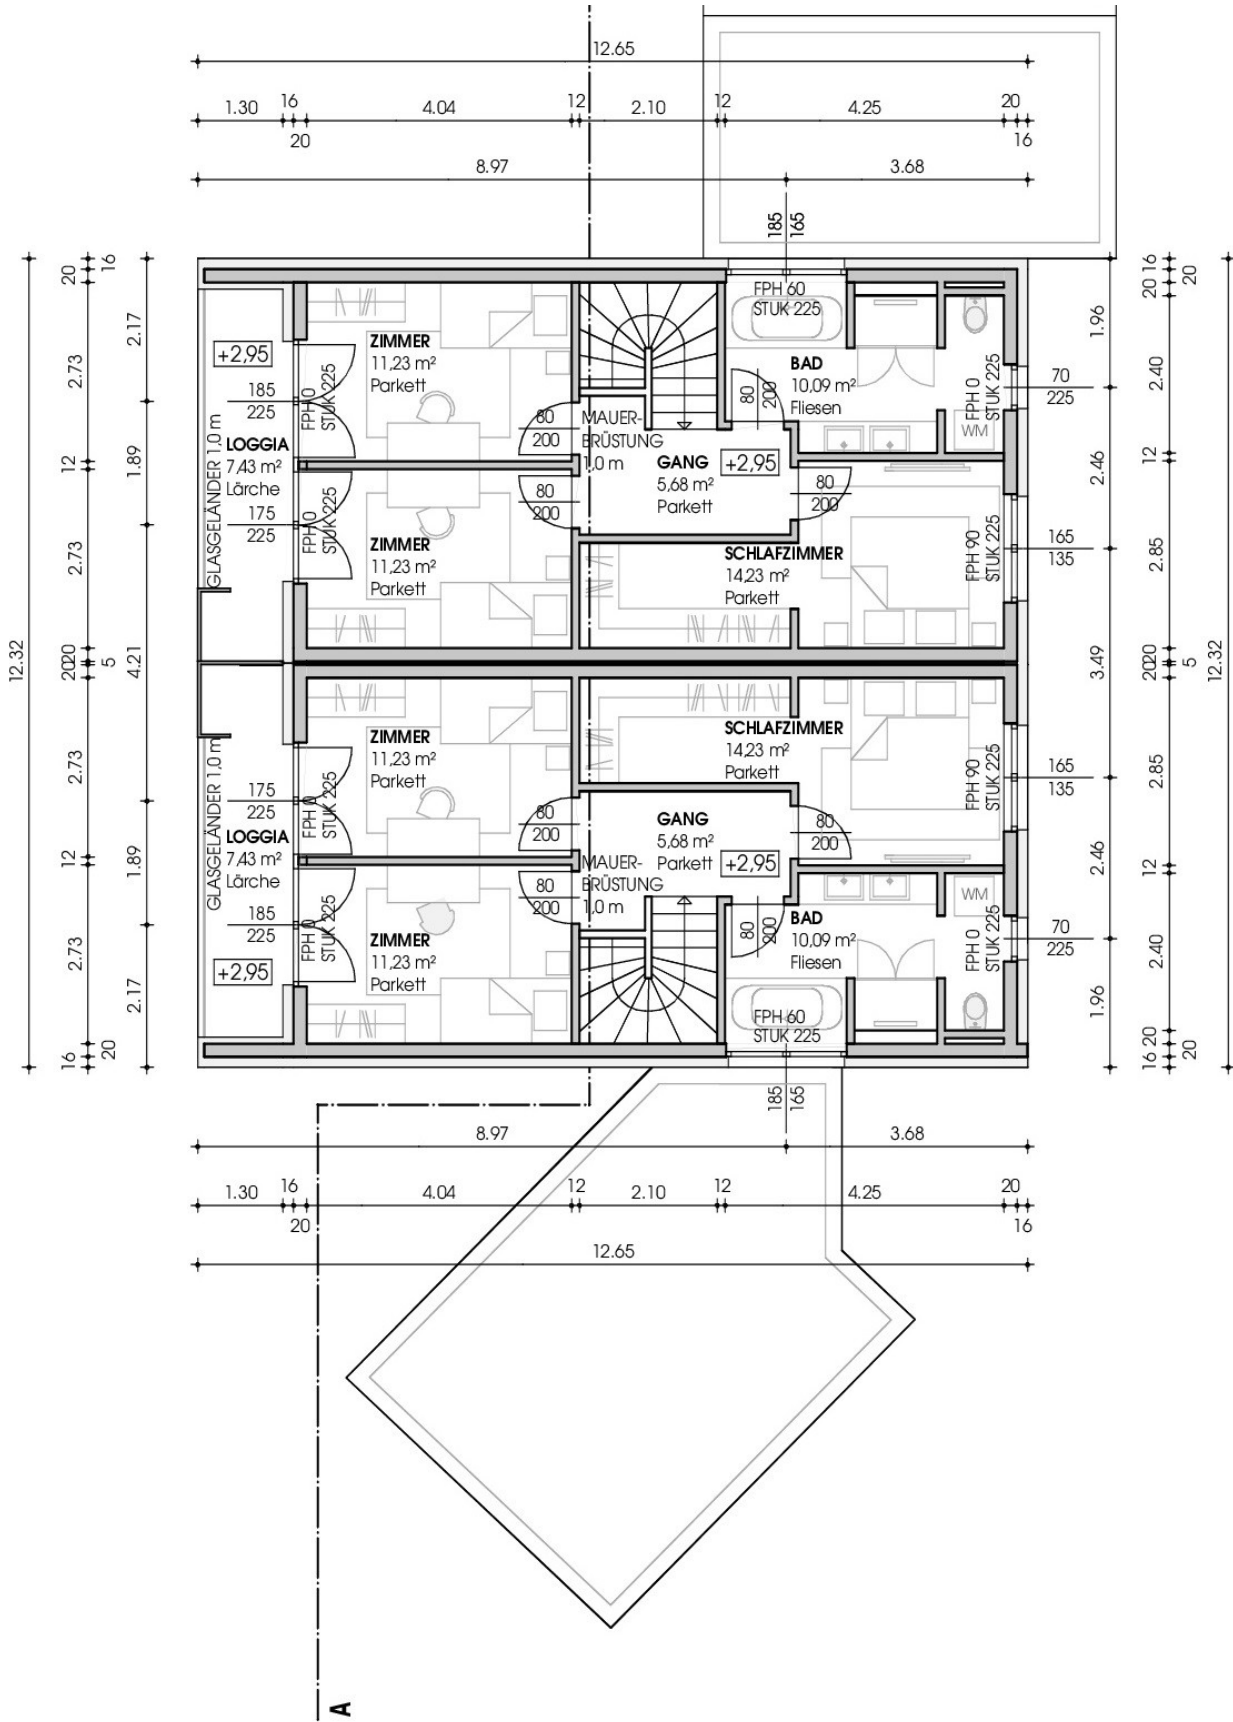 12.65
1.30 16 4.04 12 2.10 12 4.25 20
20 16
8.97 3.68
185
165
12.32
20 16
2.73
2.17
12
1.89
2.73
20 20 5
4.21
2.73
12
1.89
2.73
2.17
16 20
16 20
20
1.96
2.40
12
2.46
2.85
3.49
20 20 5
2.85
12
2.46
2.40
1.96
16 20
20
12.32
+2,95
185
225
LOGGIA
7,43 m²
Lärche
175
225
GLASGELÄNDER 1,0 m
FPH 0
STUK 225
FPH 0
STUK 225
ZIMMER
11,23 m²
Parkett
80
200
ZIMMER
11,23 m²
Parkett
80
200
MAUER-
BRÜSTUNG
1,0 m
GANG
5,68 m²
Parkett
+2,95
FPH 60
STUK 225
BAD
10,09 m²
Fliesen
80
200
WM
FPH 0
STUK 225
70
225
80
200
SCHLAFZIMMER
14,23 m²
Parkett
FPH 90
STUK 225
165
135
ZIMMER
11,23 m²
Parkett
80
200
SCHLAFZIMMER
14,23 m²
Parkett
FPH 90
STUK 225
165
135
80
200
GLASGELÄNDER 1,0 m
175
225
LOGGIA
7,43 m²
Lärche
185
225
+2,95
FPH 0
STUK 225
FPH 0
STUK 225
ZIMMER
11,23 m²
Parkett
80
200
MAUER-
BRÜSTUNG
1,0 m
GANG
5,68 m²
Parkett
+2,95
BAD
10,09 m²
Fliesen
80
200
WM
FPH 0
STUK 225
70
225
FPH 60
STUK 225
185
165
8.97 3.68
1.30 16 4.04 12 2.10 12 4.25 20
20 16
12.65
A